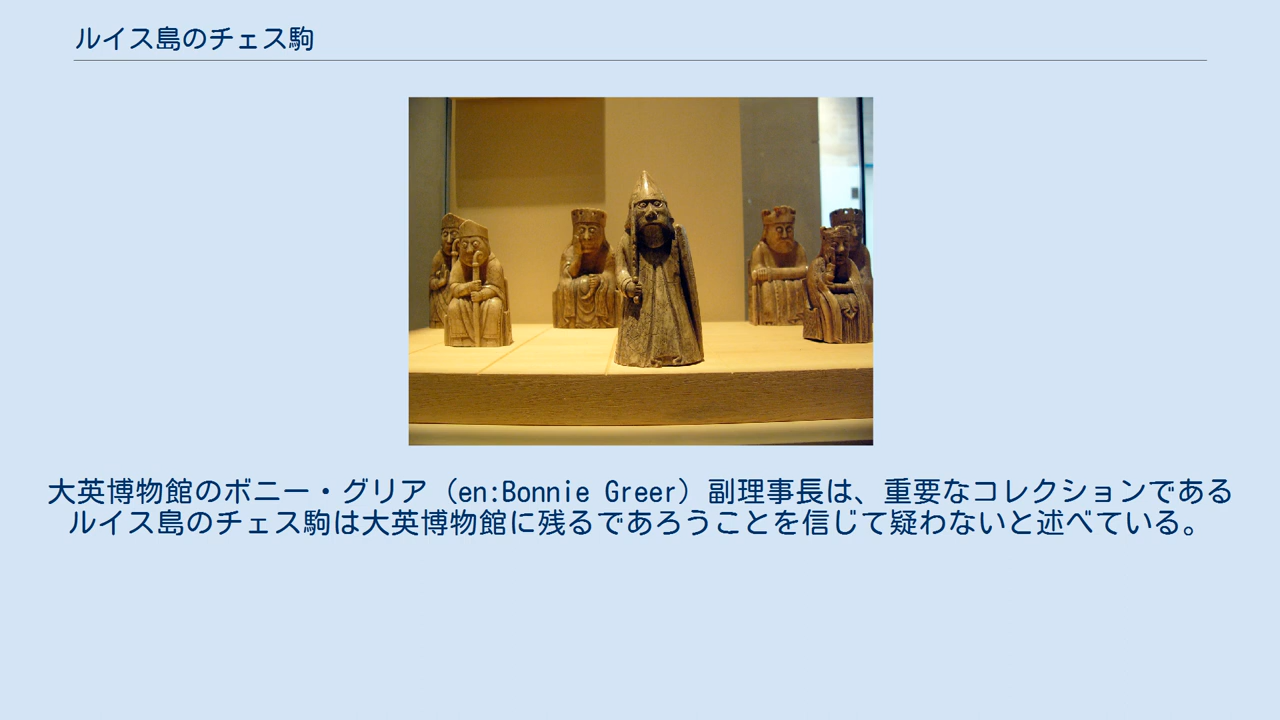 ルイス島のチェス駒
大英博物館のボニー・グリア（en:Bonnie Greer）副理事長は、重要なコレクションである
ルイス島のチェス駒は大英博物館に残るであろうことを信じて疑わないと述べている。